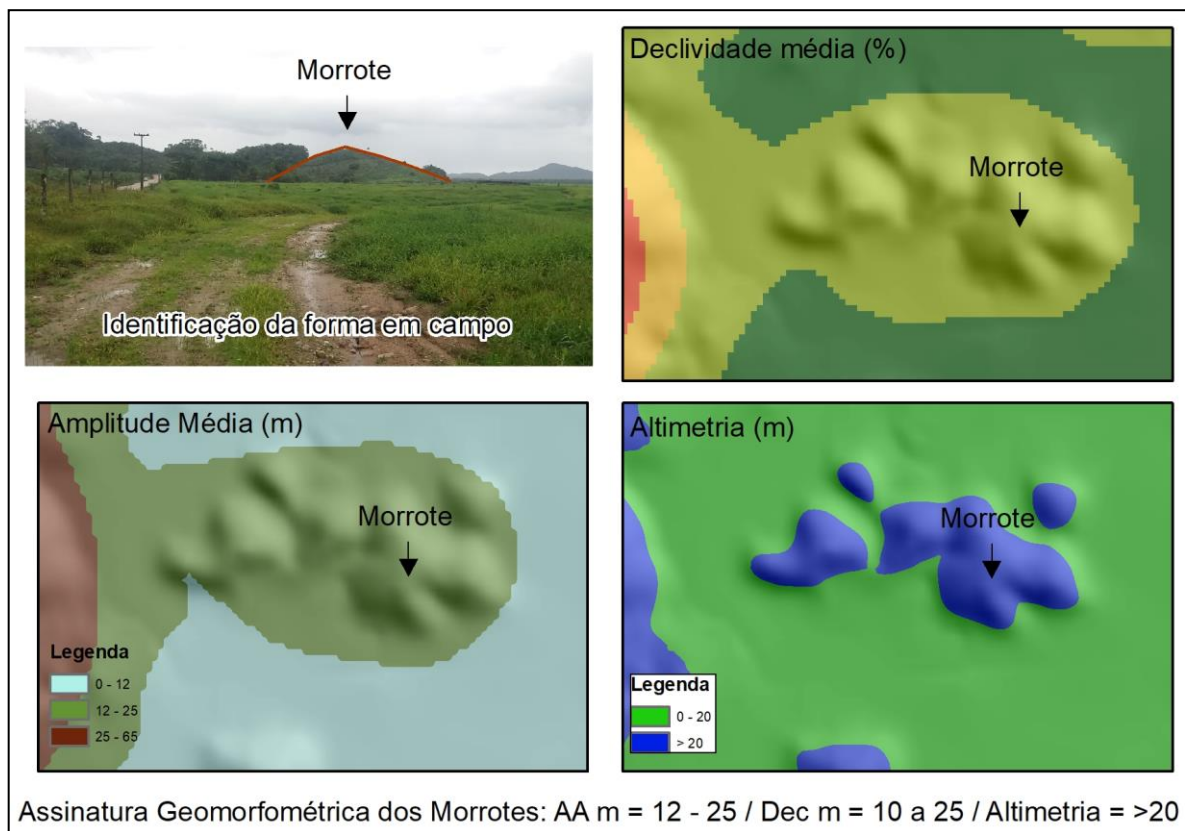 Morrote
Identificação da forma em campo
Declividade média (%)
Morrote
Amplitude Média (m)
Morrote
Legenda
0 - 12
12 - 25
25 - 65
Altimetria (m)
Morrote
Legenda
0 - 20
> 20
Assinatura Geomorfométrica dos Morrotes: AA m = 12 - 25 / Dec m = 10 a 25 / Altimetria = >20